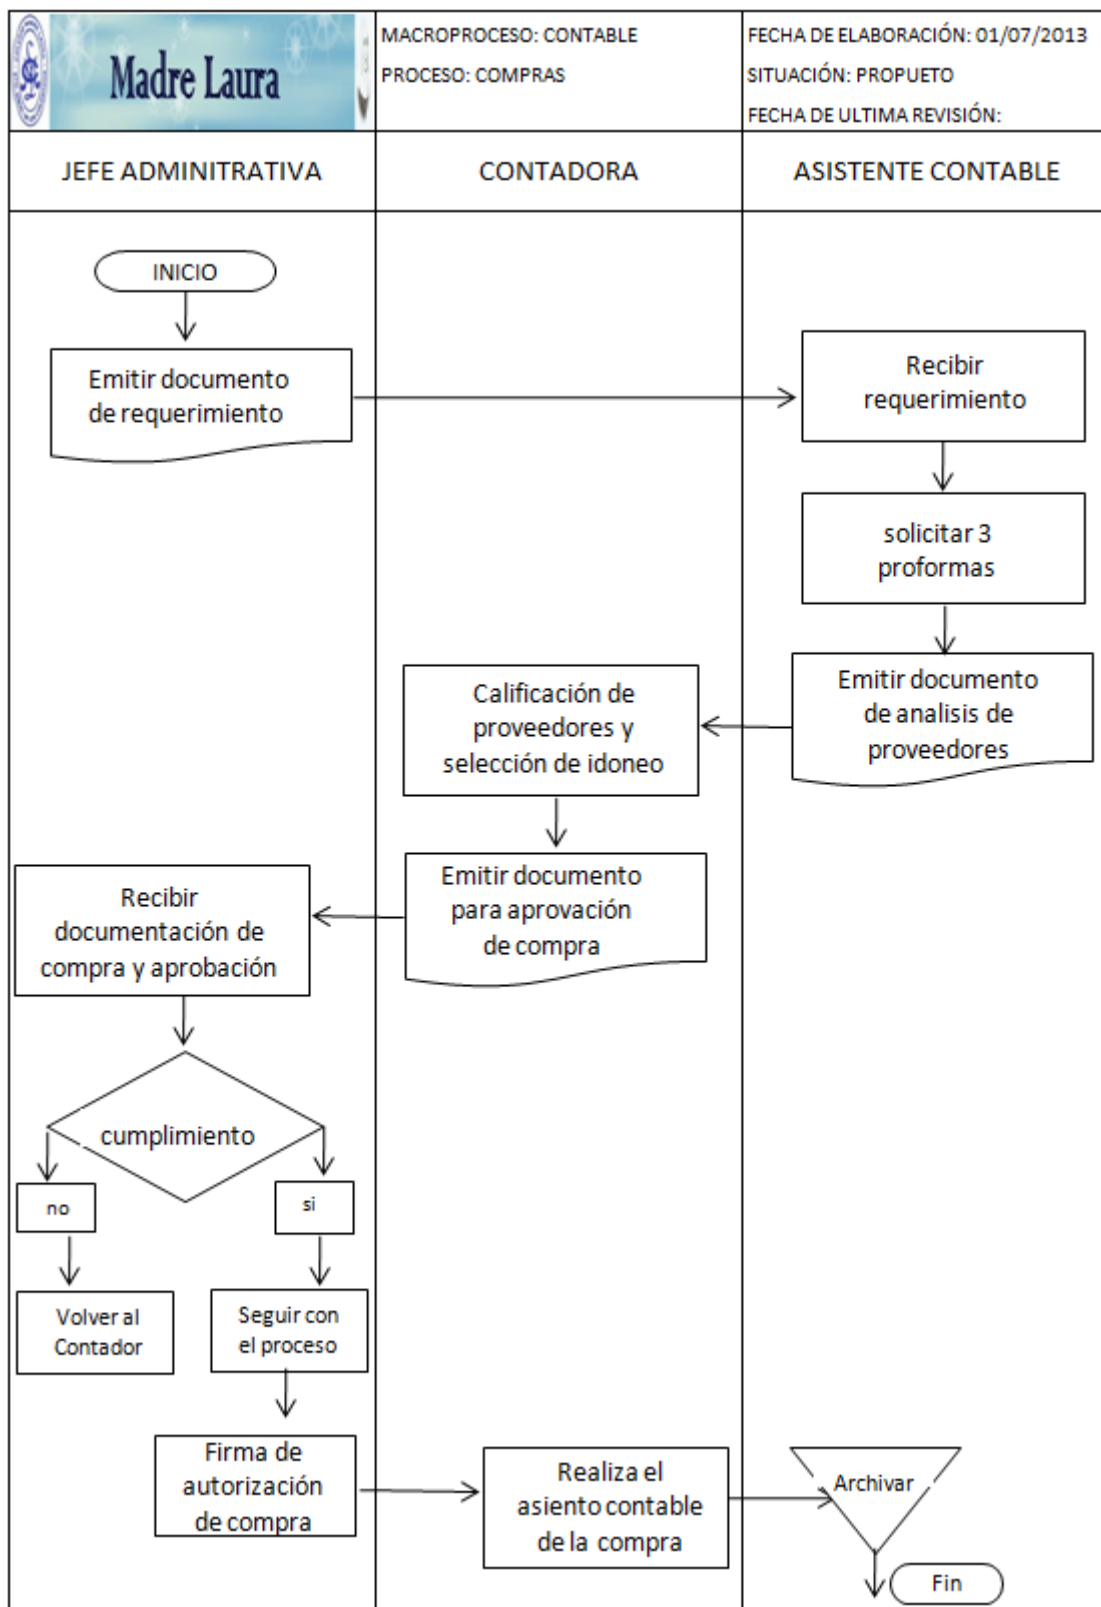 Madre Laura
MACROPROCESO: CONTABLE
PROCESO: COMPRAS
FECHA DE ELABORACIÓN: 01/07/2013
SITUACIÓN: PROPUETO
FECHA DE ULTIMA REVISIÓN:
JEFE ADMINITRATIVA
CONTADORA
ASISTENTE CONTABLE
INICIO
Emitir documento
de requerimiento
Recibir
requerimiento
solicitar 3
proformas
Emitir documento
de analisis de
proveedores
Calificación de
proveedores y
selección de idoneo
Emitir documento
para aprovación
de compra
Recibir
documentación de
compra y aprobación
cumplimiento
no
si
Volver al
Contador
Seguir con
el proceso
Firma de
autorización
de compra
Realiza el
asiento contable
de la compra
Archivar
Fin